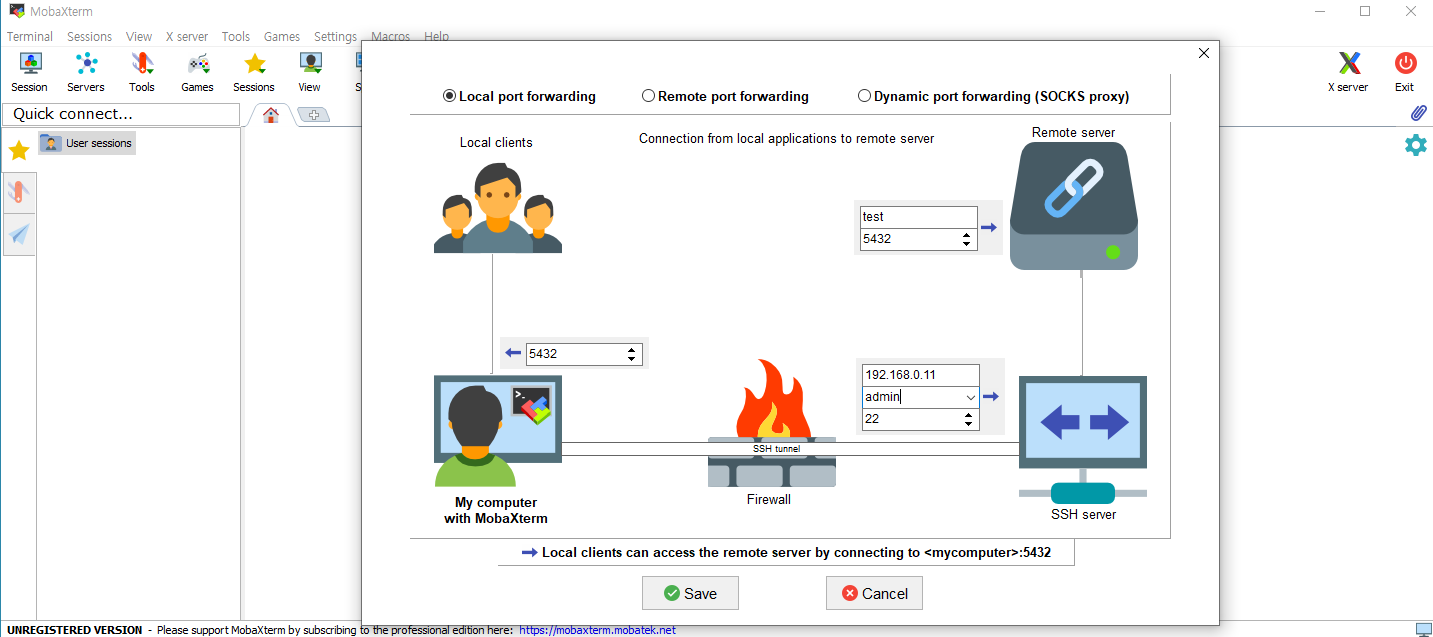 MobaXterm
Terminal Sessions View X server Tools Games Settings Macros Help
Session Servers Tools Games Sessions View S X server Exit
Quick connect...
User sessions
Local port forwarding Remote port forwarding Dynamic port forwarding (SOCKS proxy)
Local clients Connection from local applications to remote server Remote server
test
5432
5432
192.168.0.11
admin
22
SSH tunnel
Firewall
My computer
with MobaXterm
SSH server
Local clients can access the remote server by connecting to <mycomputer>:5432
Save Cancel
UNREGISTERED VERSION - Please support MobaXterm by subscribing to the professional edition here: https://mobaxterm.mobatek.net